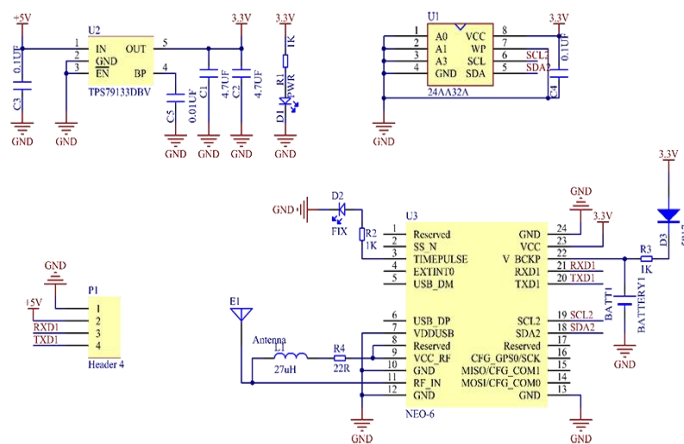 +5V
U2
3.3V
3.3V
1 IN OUT 5
2 GND
3 EN BP 4
TPS79133DBV
0.1UF
C3
C5
0.01UF
C1
4.7UF
C2
4.7UF
R1
1K
D1
PWR
GND
GND
GND
GND
GND
GND
U1
3.3V
1 A0 VCC 8
2 A1 WP 7
3 A3 SCL 6 SCL2
4 GND SDA 5 SDA2
24AA32A
0.1UF
C4
GND
GND
GND
D2
FIX
R2
1K
U3
1 Reserved
2 SS_N
3 TIMEPULSE
4 EXTINT0
5 USB_DM
6 USB_DP
7 VDDUSB
8 Reserved
9 VCC_RF
10 GND
11 RF_IN
12 GND
GND 24
VCC 23
V_BCKP 22
RXD1 21 RXD1
TXD1 20 TXD1
SCL2 19 SCL2
SDA2 18 SDA2
Reserved 17
CFG_GPS0/SCK 16
MISO/CFG_COM1 15
MOSI/CFG_COM0 14
GND 13
NEO-6
GND
3.3V
3.3V
D3
R3
1K
BATT1
BATTERY1
GND
GND
GND
E1
Antenna
L1
27uH
R4
22R
GND
P1
+5V
RXD1
TXD1
1
2
3
4
Header 4